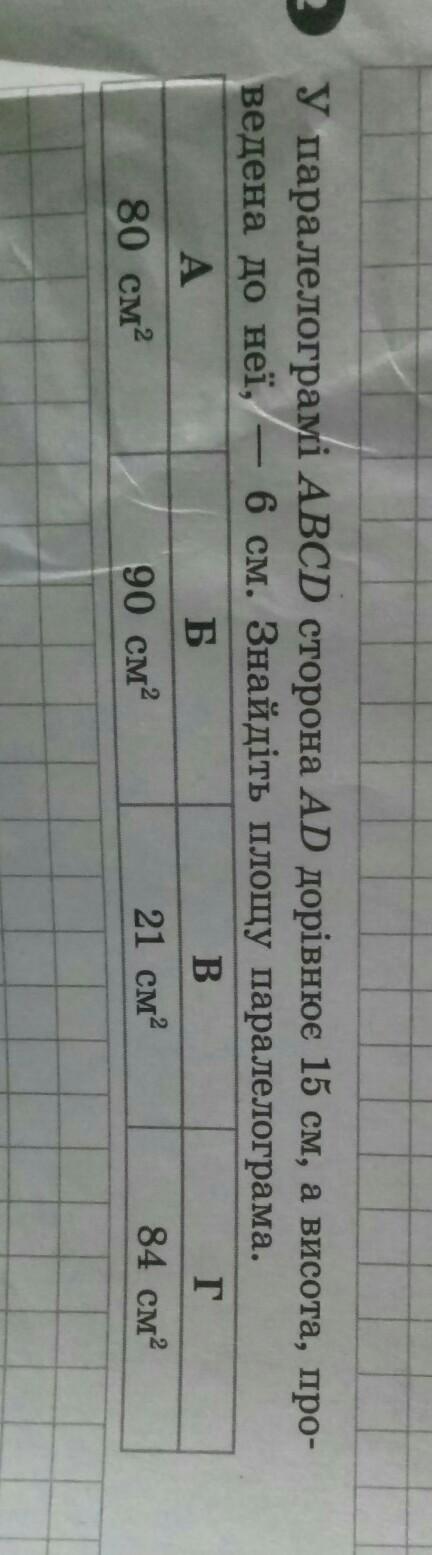 У паралелограмі ABCD сторона AD дорівнює 15 см, а висота, про-
ведена до неї, — 6 см. Знайдіть площу паралелограма.
А Б В Г
80 см² 90 см² 21 см² 84 см²